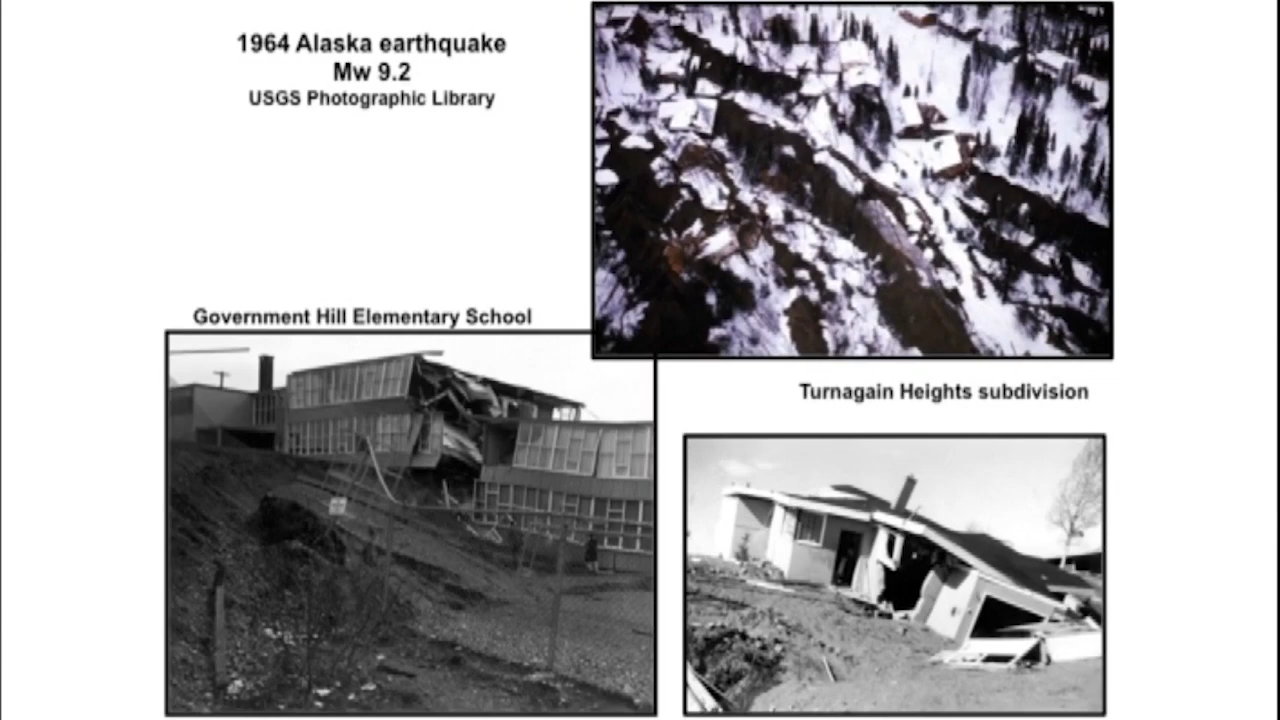 1964 Alaska earthquake
Mw 9.2
USGS Photographic Library
Government Hill Elementary School
Turnagain Heights subdivision